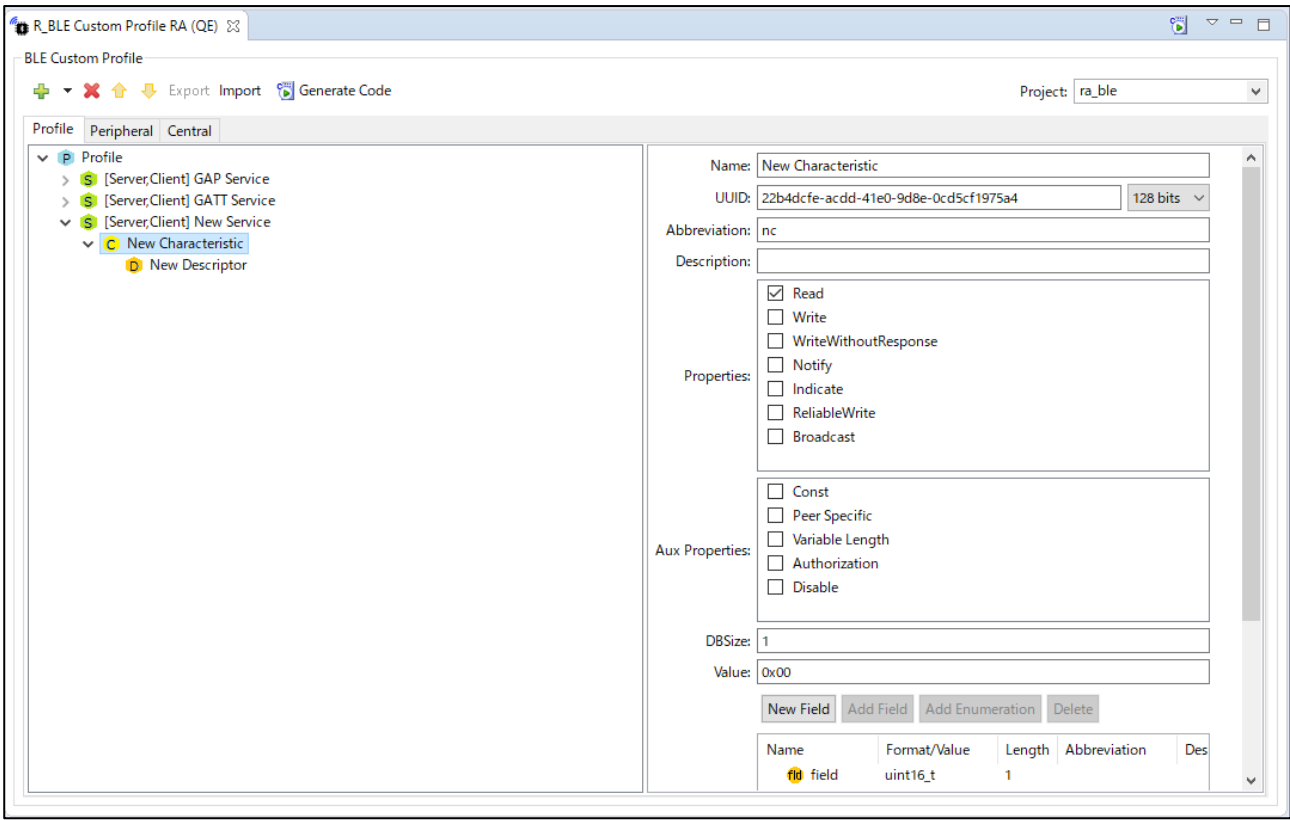 R_BLE Custom Profile RA (QE)
BLE Custom Profile
Export Import Generate Code Project: ra_ble
Profile Peripheral Central
P Profile
S [Server,Client] GAP Service
S [Server,Client] GATT Service
S [Server,Client] New Service
C New Characteristic
D New Descriptor
Name: New Characteristic
UUID: 22b4dcfe-acdd-41e0-9d8e-0cd5cf1975a4 128 bits
Abbreviation: nc
Description:
Properties:
Read
Write
WriteWithoutResponse
Notify
Indicate
ReliableWrite
Broadcast
Aux Properties:
Const
Peer Specific
Variable Length
Authorization
Disable
DBSize: 1
Value: 0x00
New Field Add Field Add Enumeration Delete
Name Format/Value Length Abbreviation Des
fld field uint16_t 1